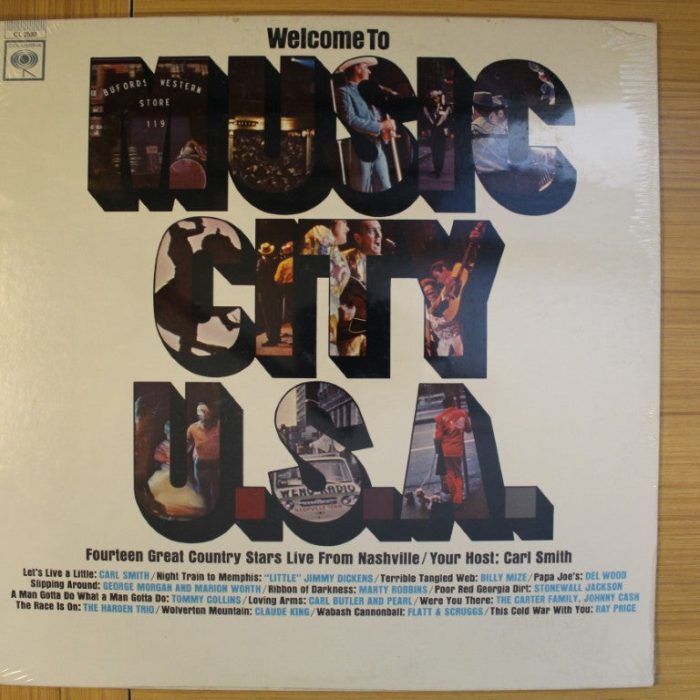 CL 2590
COLUMBIA
Welcome To
MUSIC
BUFORDS WESTERN
STORE
119
CITY
U.S.A.
WENO RADIO
Fourteen Great Country Stars Live From Nashville/Your Host: Carl Smith
Let's Live a Little: CARL SMITH/Night Train to Memphis: "LITTLE" JIMMY DICKENS/Terrible Tangled Web: BILLY MIZE/Papa Joe's: DEL WOOD
Slipping Around: GEORGE MORGAN AND MARION WORTH/Ribbon of Darkness: MARTY ROBBINS/Poor Red Georgia Dirt: STONEWALL JACKSON
A Man Gotta Do What a Man Gotta Do: TOMMY COLLINS/Loving Arms: CARL BUTLER AND PEARL/Were You There: THE CARTER FAMILY, JOHNNY CASH
The Race Is On: THE HARDEN TRIO/Wolverton Mountain: CLAUDE KING/Wabash Cannonball: FLATT & SCRUGGS/This Cold War With You: RAY PRICE